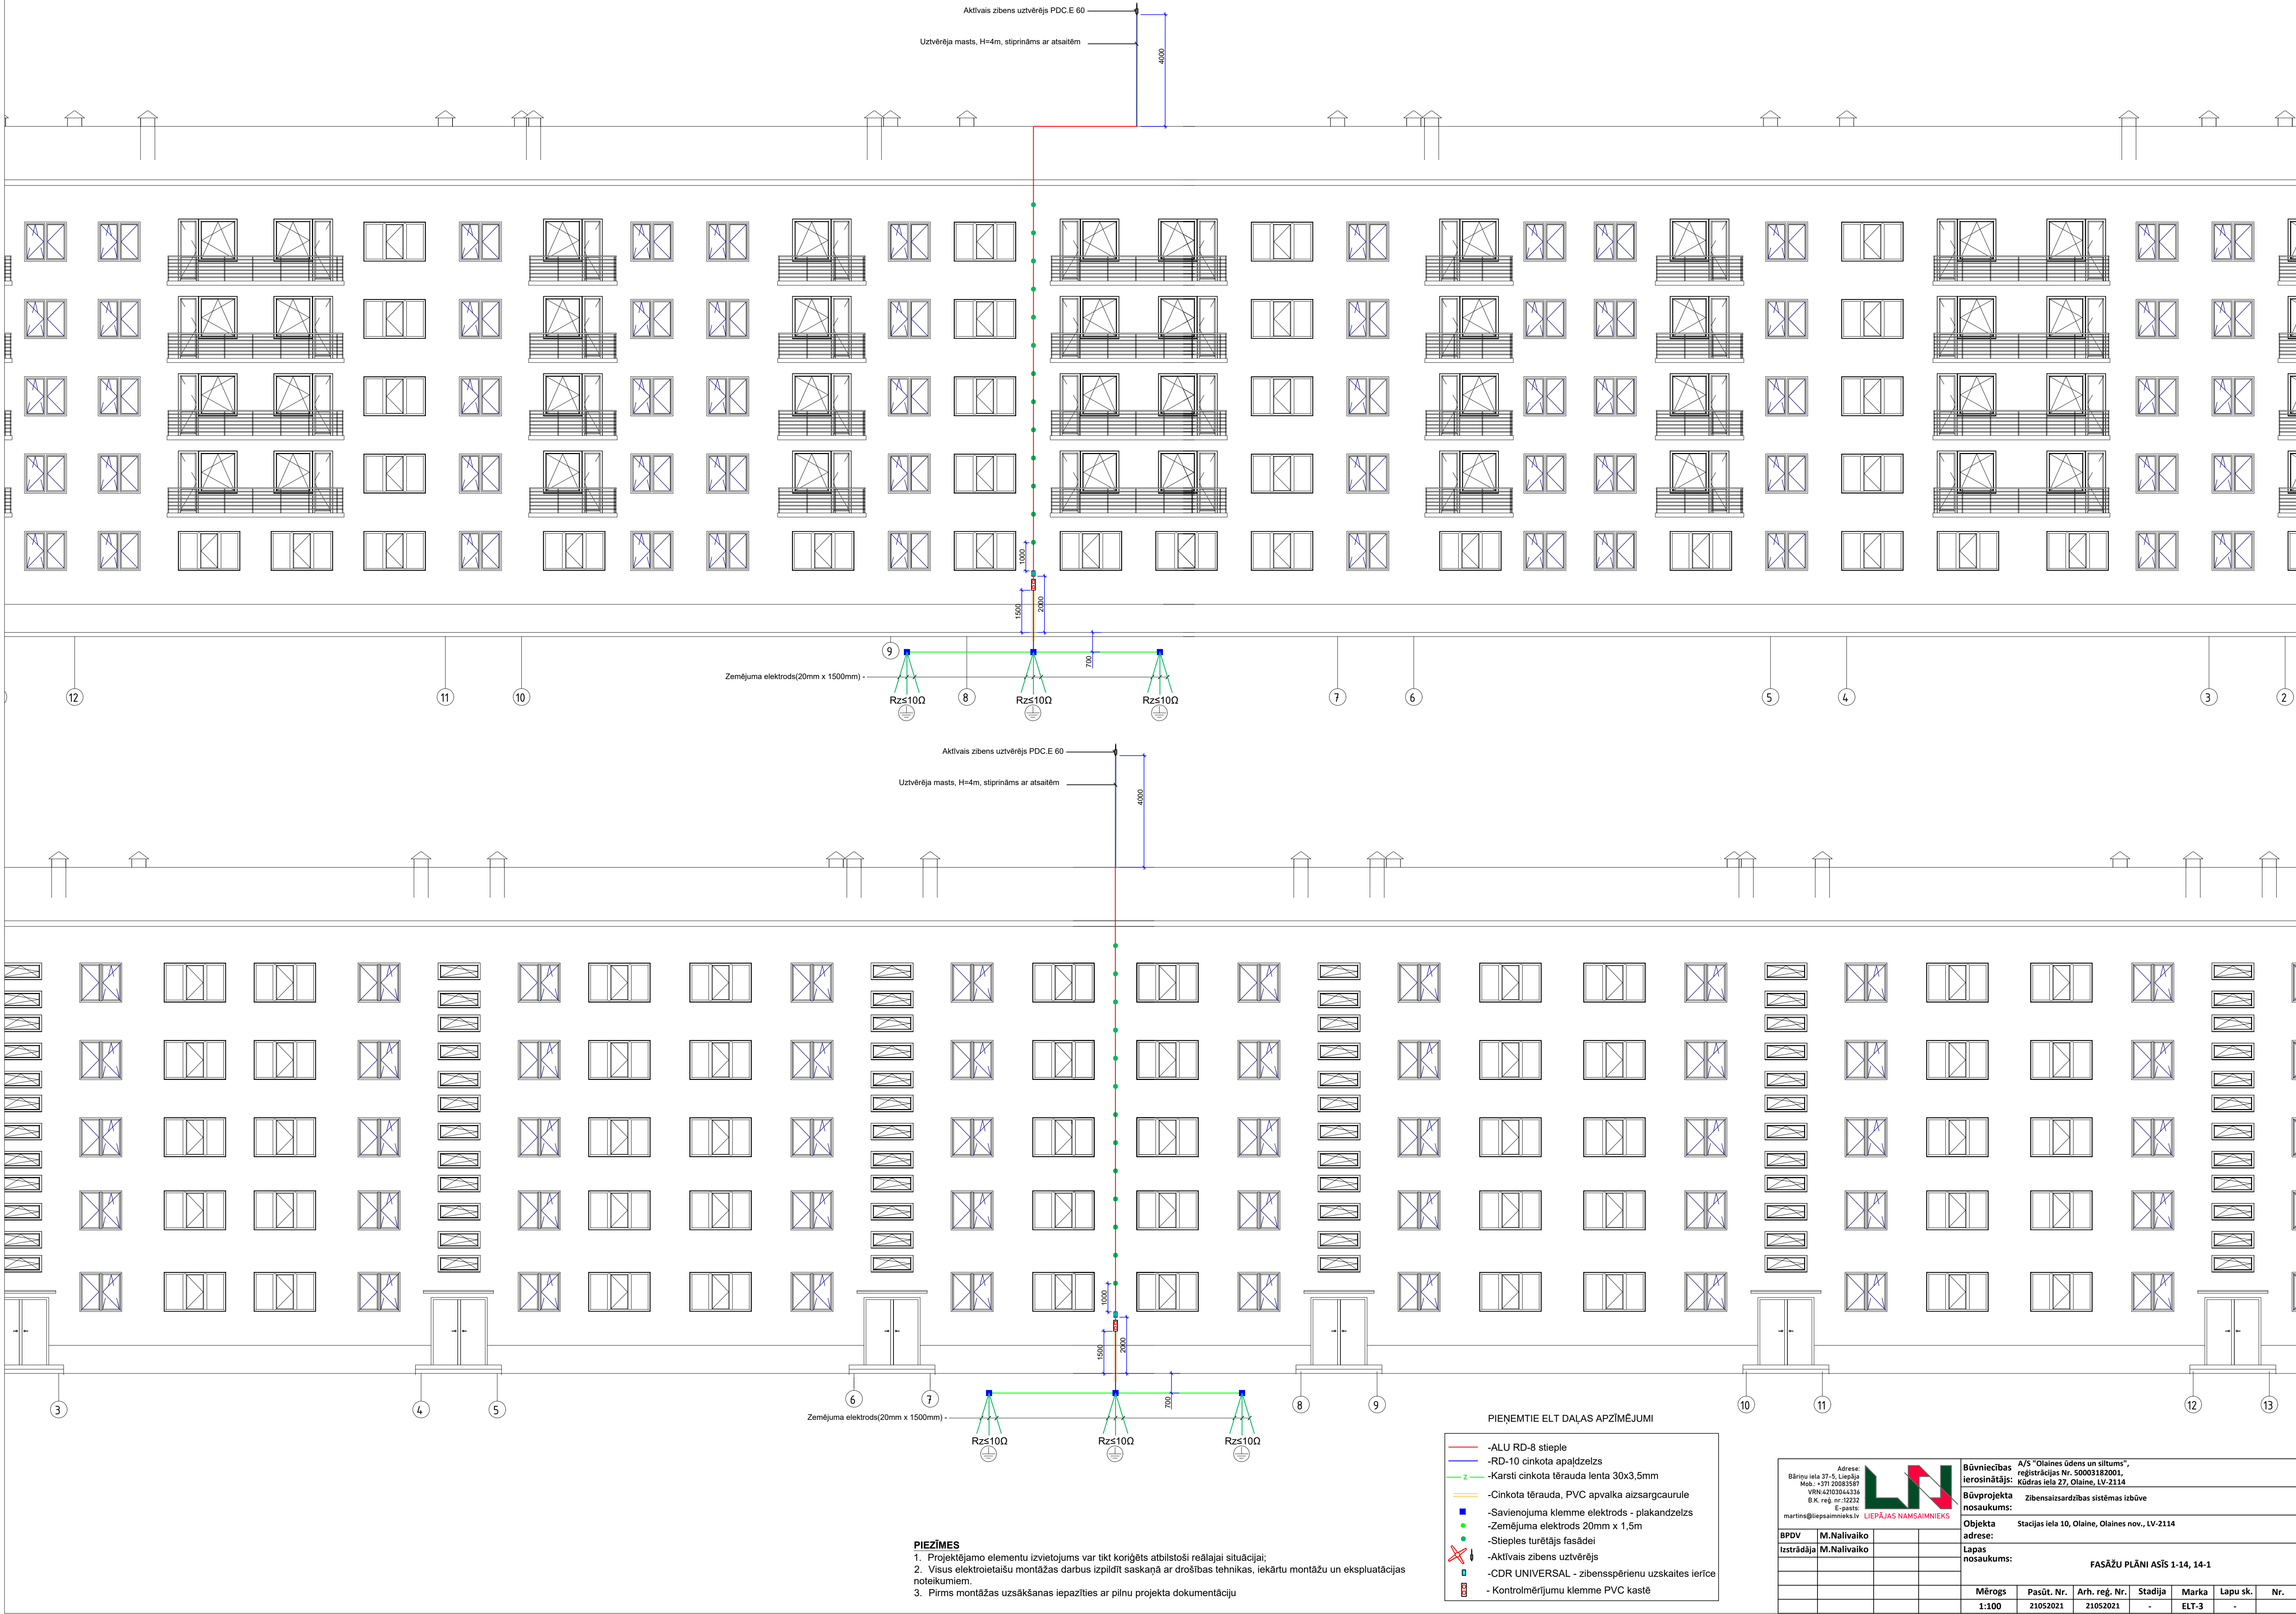 Aktīvais zibens uztvērējs PDC.E 60
Uztvērēja masts, H=4m, stiprināms ar atsaitēm
4000
1000
1500
2000
700
Zemējuma elektrods(20mm x 1500mm) -
Rz≤10Ω
Rz≤10Ω
Rz≤10Ω
12
11
10
9
8
7
6
5
4
3
2
Aktīvais zibens uztvērējs PDC.E 60
Uztvērēja masts, H=4m, stiprināms ar atsaitēm
4000
1000
1500
2000
700
3
4
5
6
7
8
9
10
11
12
13
Zemējuma elektrods(20mm x 1500mm) -
Rz≤10Ω
Rz≤10Ω
Rz≤10Ω
PIEŅEMTIE ELT DAĻAS APZĪMĒJUMI
-ALU RD-8 stieple
-RD-10 cinkota apaļdzelzs
z -Karsti cinkota tērauda lenta 30x3,5mm
-Cinkota tērauda, PVC apvalka aizsargcaurule
-Savienojuma klemme elektrods - plakandzelzs
-Zemējuma elektrods 20mm x 1,5m
-Stieples turētājs fasādei
-Aktīvais zibens uztvērējs
-CDR UNIVERSAL - zibensspērienu uzskaites ierīce
- Kontrolmērījumu klemme PVC kastē
PIEZĪMES
1. Projektējamo elementu izvietojums var tikt koriģēts atbilstoši reālajai situācijai;
2. Visus elektroietaišu montāžas darbus izpildīt saskaņā ar drošības tehnikas, iekārtu montāžu un ekspluatācijas
noteikumiem.
3. Pirms montāžas uzsākšanas iepazīties ar pilnu projekta dokumentāciju
Adrese:
Bāriņu iela 37-5, Liepāja
Mob.: +371 20083587
VRN:42103044336
B.K. reģ. nr.:12232
E-pasts:
martins@liepsaimnieks.lv
LIEPĀJAS NAMSAIMNIEKS
BPDV M.Nalivaiko
Izstrādāja M.Nalivaiko
Būvniecības ierosinātājs:
A/S "Olaines ūdens un siltums",
reģistrācijas Nr. 50003182001,
Kūdras iela 27, Olaine, LV-2114
Būvprojekta nosaukums:
Zibensaizsardzības sistēmas izbūve
Objekta adrese:
Stacijas iela 10, Olaine, Olaines nov., LV-2114
Lapas nosaukums:
FASĀŽU PLĀNI ASĪS 1-14, 14-1
Mērogs Pasūt. Nr. Arh. reģ. Nr. Stadija Marka Lapu sk. Nr.
1:100 21052021 21052021 - ELT-3 -